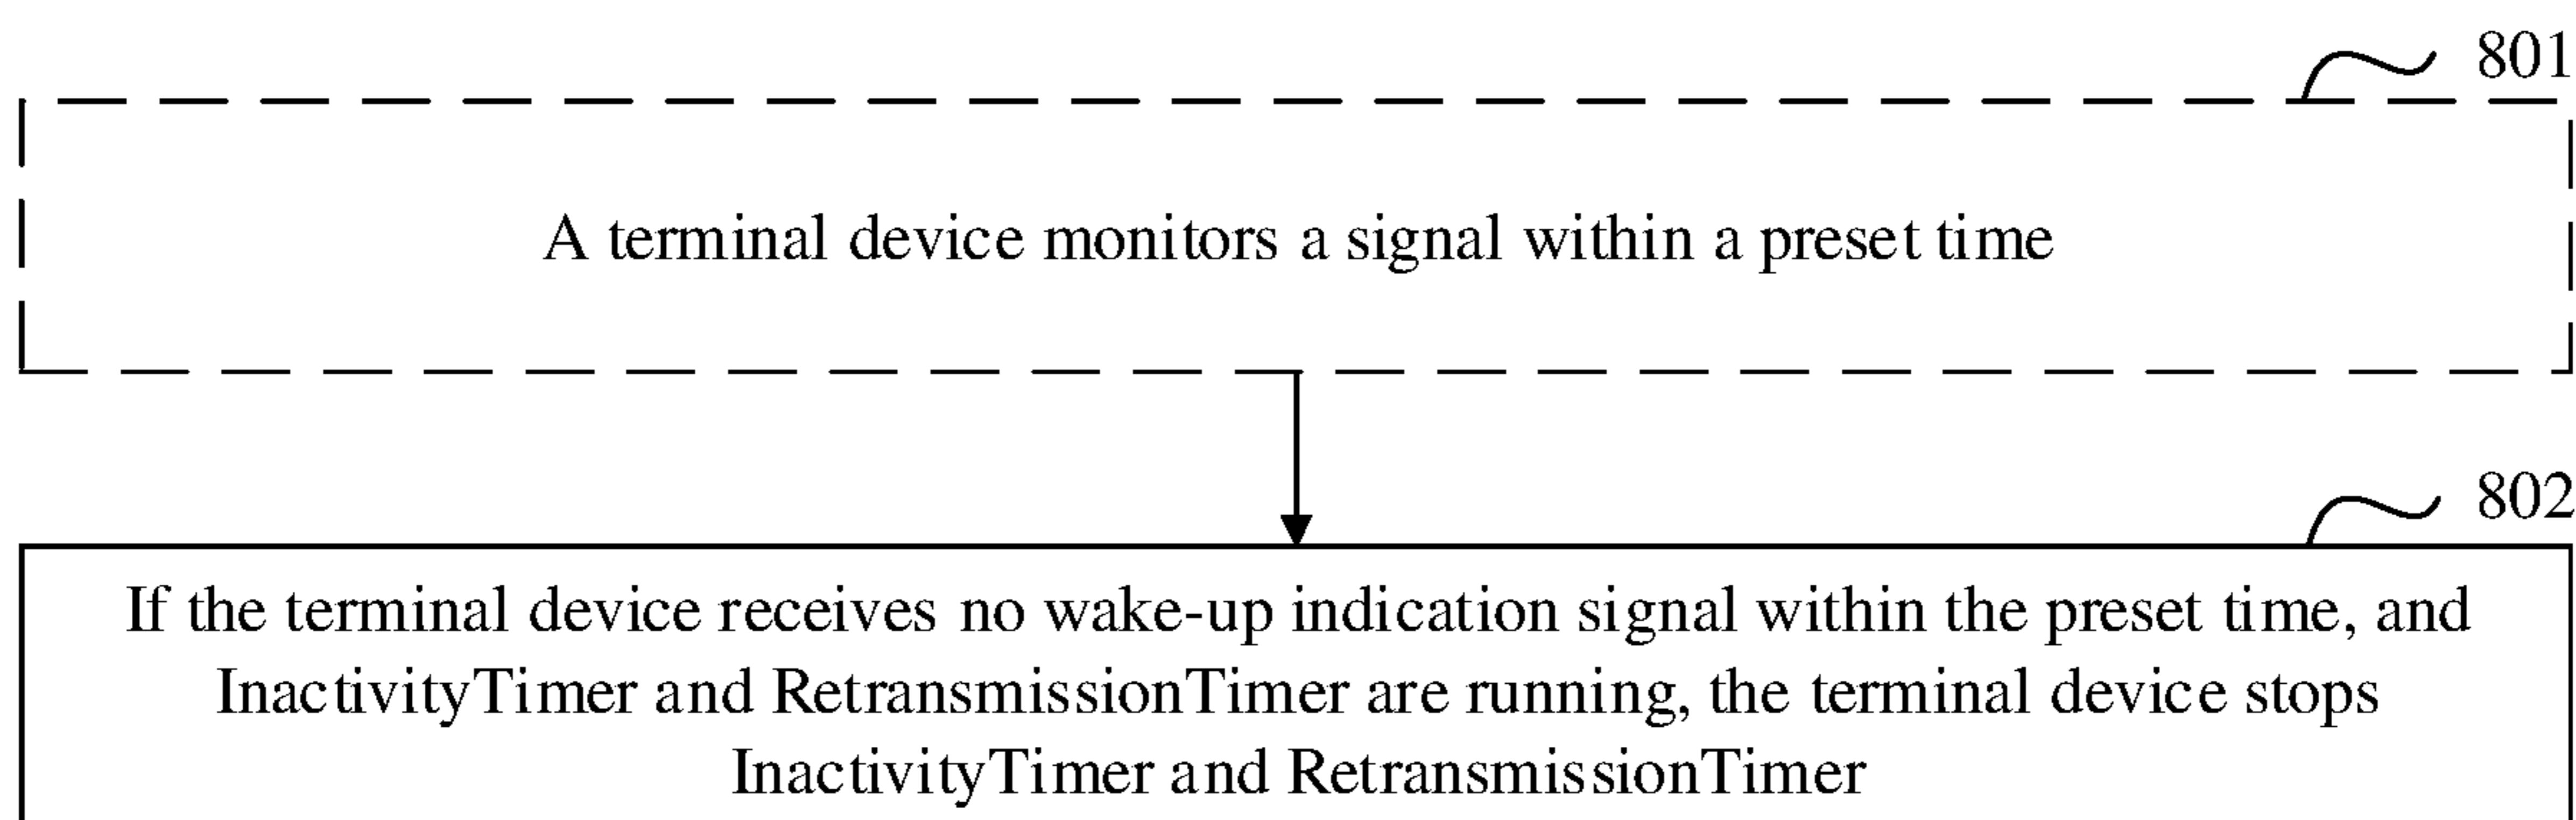 801
A terminal device monitors a signal within a preset time
802
If the terminal device receives no wake-up indication signal within the preset time, and
InactivityTimer and RetransmissionTimer are running, the terminal device stops
InactivityTimer and RetransmissionTimer